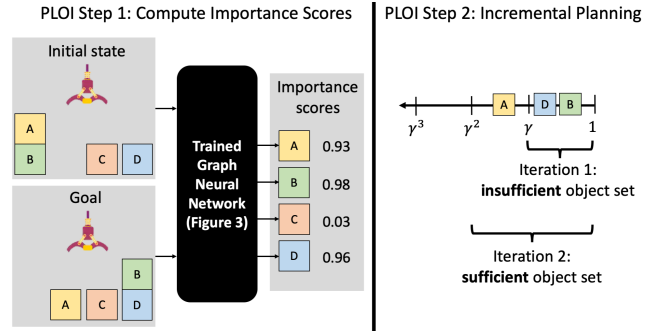 PLOI Step 1: Compute Importance Scores
Initial state
A
B
C
D
Goal
B
A
C
D
Trained
Graph
Neural
Network
(Figure 3)
Importance
scores
A 0.93
B 0.98
C 0.03
D 0.96
PLOI Step 2: Incremental Planning
A
D
B
γ³
γ²
γ
1
Iteration 1:
insufficient object set
Iteration 2:
sufficient object set